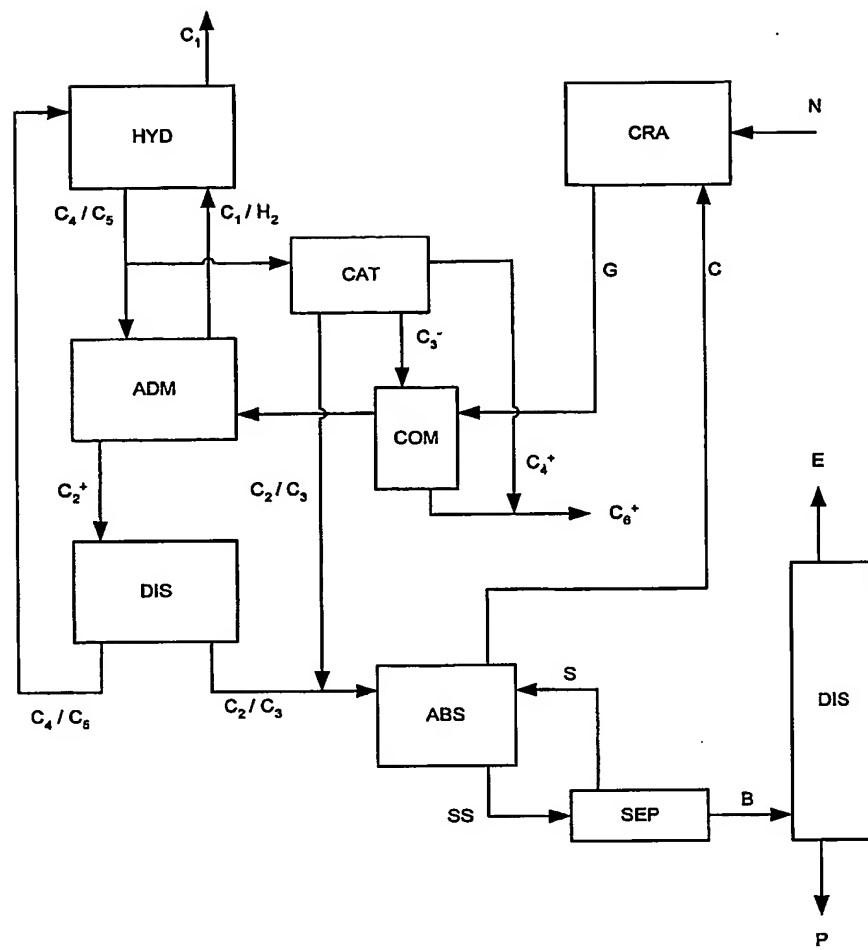 C₁
HYD
CRA
N
C₄ / C₅
C₁ / H₂
CAT
G
C
C₃⁻
ADM
COM
C₂⁺
C₂ / C₃
C₄⁺
C₆⁺
E
DIS
C₄ / C₅
C₂ / C₃
ABS
S
DIS
SS
SEP
B
P